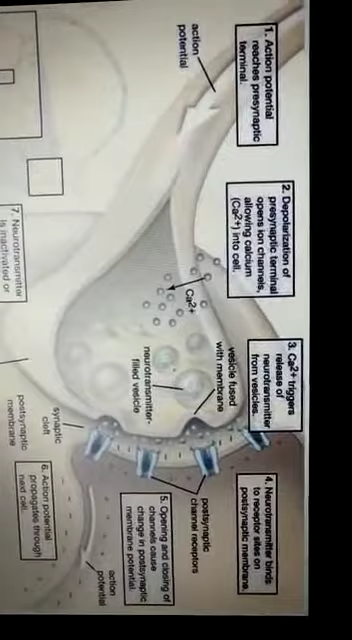 1. Action potential
reaches presynaptic
terminal.
action
potential
2. Depolarization of
presynaptic terminal
opens ion channels,
allowing calcium
(Ca2+) into cell.
Ca2+
3. Ca2+ triggers
release of
neurotransmitter
from vesicles.
vesicle fused
with membrane
neurotransmitter-
filled vesicle
4. Neurotransmitter binds
to receptor sites on
postsynaptic membrane.
postsynaptic
channel receptors
5. Opening and closing of
channels cause
change in postsynaptic
membrane potential.
action
potential
synaptic
cleft
postsynaptic
membrane
6. Action potential
propagates through
next cell.
7. Neurotransmitter
is inactivated or